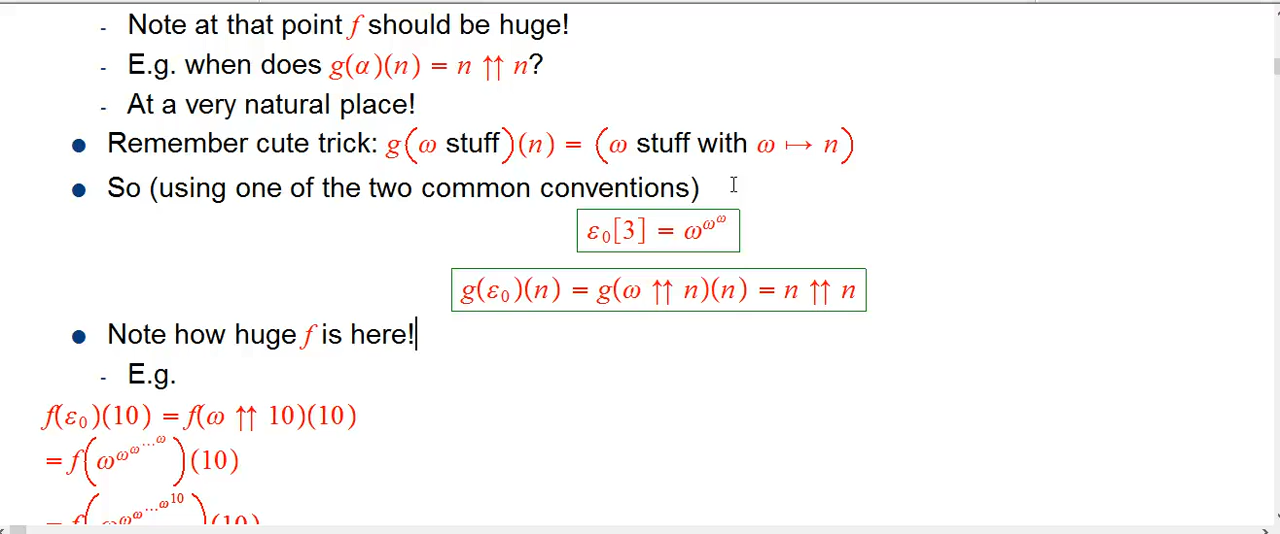 - Note at that point f should be huge!
- E.g. when does g(α)(n) = n ⇈ n?
- At a very natural place!
● Remember cute trick: g(ω stuff)(n) = (ω stuff with ω ↦ n)
● So (using one of the two common conventions)
ε₀[3] = ω^ω^ω
g(ε₀)(n) = g(ω ⇈ n)(n) = n ⇈ n
● Note how huge f is here!
- E.g.
f(ε₀)(10) = f(ω ⇈ 10)(10)
= f(ω^ω^ω^…^ω)(10)
= f(ω^ω^ω^…^ω^10)(10)